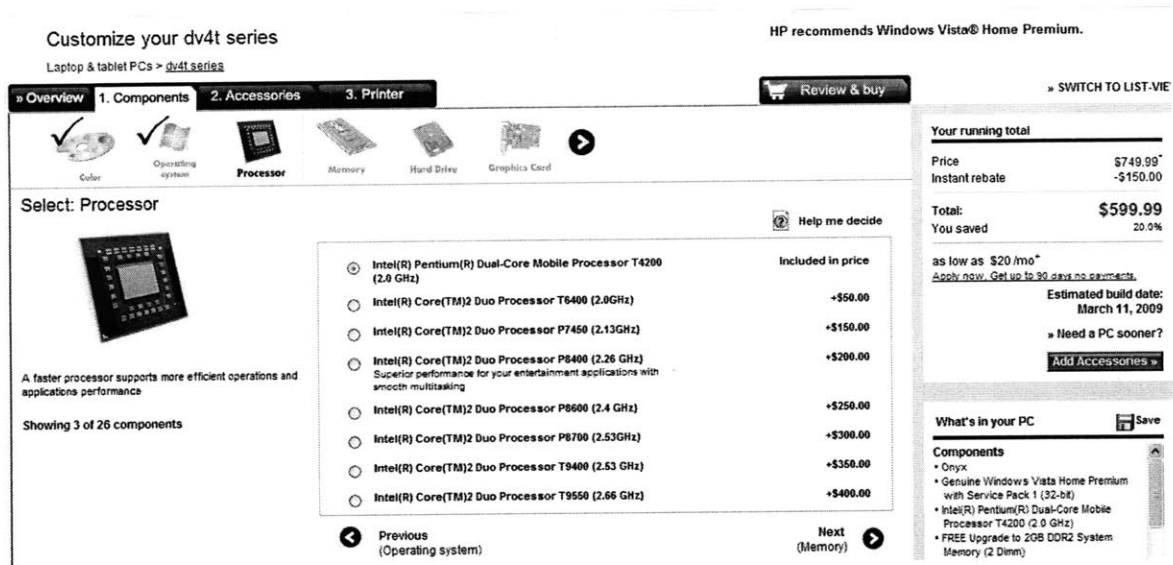 Customize your dv4t series
HP recommends Windows Vista® Home Premium.
Laptop & tablet PCs > dv4t series
» Overview
1. Components
2. Accessories
3. Printer
Review & buy
» SWITCH TO LIST-VIE
Color
Operating
system
Processor
Memory
Hard Drive
Graphics Card
Select: Processor
Help me decide
A faster processor supports more efficient operations and
applications performance
Showing 3 of 26 components
Intel(R) Pentium(R) Dual-Core Mobile Processor T4200
(2.0 GHz)
Included in price
Intel(R) Core(TM)2 Duo Processor T6400 (2.0GHz)
+$50.00
Intel(R) Core(TM)2 Duo Processor P7450 (2.13GHz)
+$150.00
Intel(R) Core(TM)2 Duo Processor P8400 (2.26 GHz)
+$200.00
Superior performance for your entertainment applications with
smooth multitasking
Intel(R) Core(TM)2 Duo Processor P8600 (2.4 GHz)
+$250.00
Intel(R) Core(TM)2 Duo Processor P8700 (2.53GHz)
+$300.00
Intel(R) Core(TM)2 Duo Processor T9400 (2.53 GHz)
+$350.00
Intel(R) Core(TM)2 Duo Processor T9550 (2.66 GHz)
+$400.00
Previous
(Operating system)
Next
(Memory)
Your running total
Price $749.99*
Instant rebate -$150.00
Total: $599.99
You saved 20.0%
as low as $20 /mo+
Apply now. Get up to 90 days no payments.
Estimated build date:
March 11, 2009
» Need a PC sooner?
Add Accessories »
What's in your PC
Save
Components
• Onyx
• Genuine Windows Vista Home Premium
with Service Pack 1 (32-bit)
• Intel(R) Pentium(R) Dual-Core Mobile
Processor T4200 (2.0 GHz)
• FREE Upgrade to 2GB DDR2 System
Memory (2 Dimm)